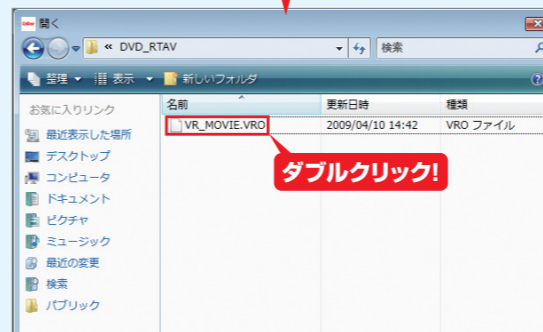 開く
« DVD_RTAV
検索
整理
表示
新しいフォルダ
お気に入りリンク
最近表示した場所
デスクトップ
コンピュータ
ドキュメント
ピクチャ
ミュージック
最近の変更
検索
パブリック
名前 更新日時 種類
VR_MOVIE.VRO 2009/04/10 14:42 VRO ファイル
ダブルクリック!